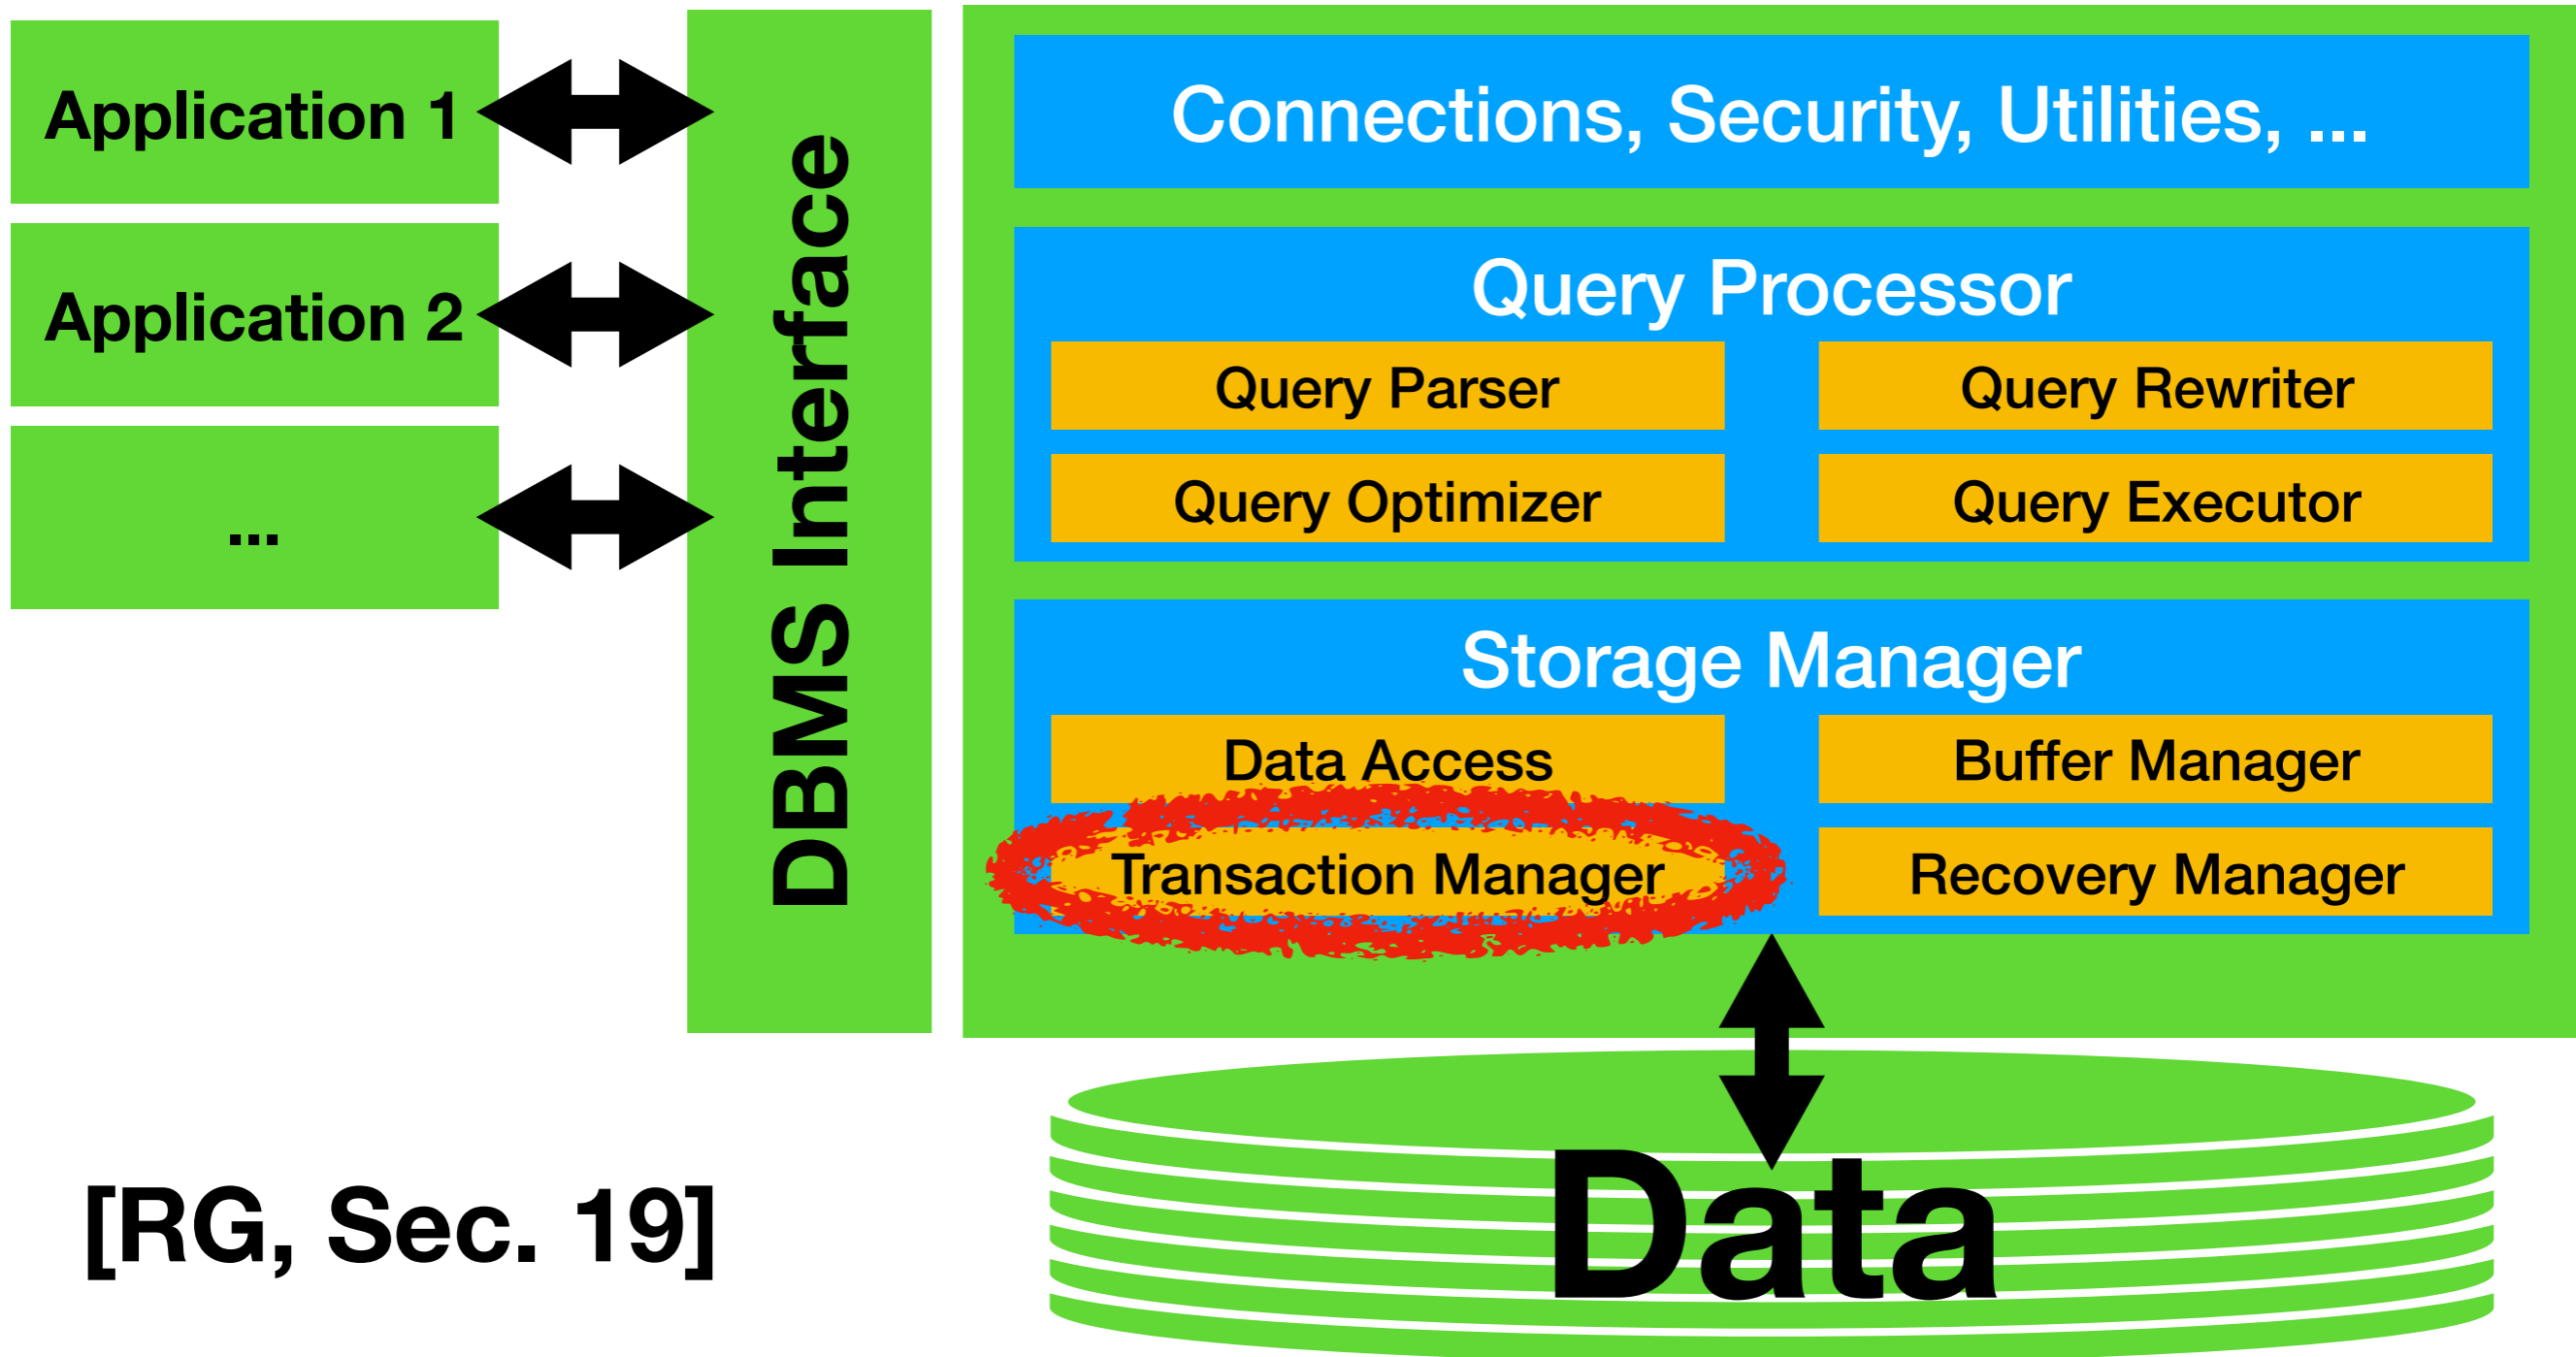 Application 1
Application 2
...
DBMS Interface
Connections, Security, Utilities, ...
Query Processor
Query Parser
Query Rewriter
Query Optimizer
Query Executor
Storage Manager
Data Access
Buffer Manager
Transaction Manager
Recovery Manager
Data
[RG, Sec. 19]